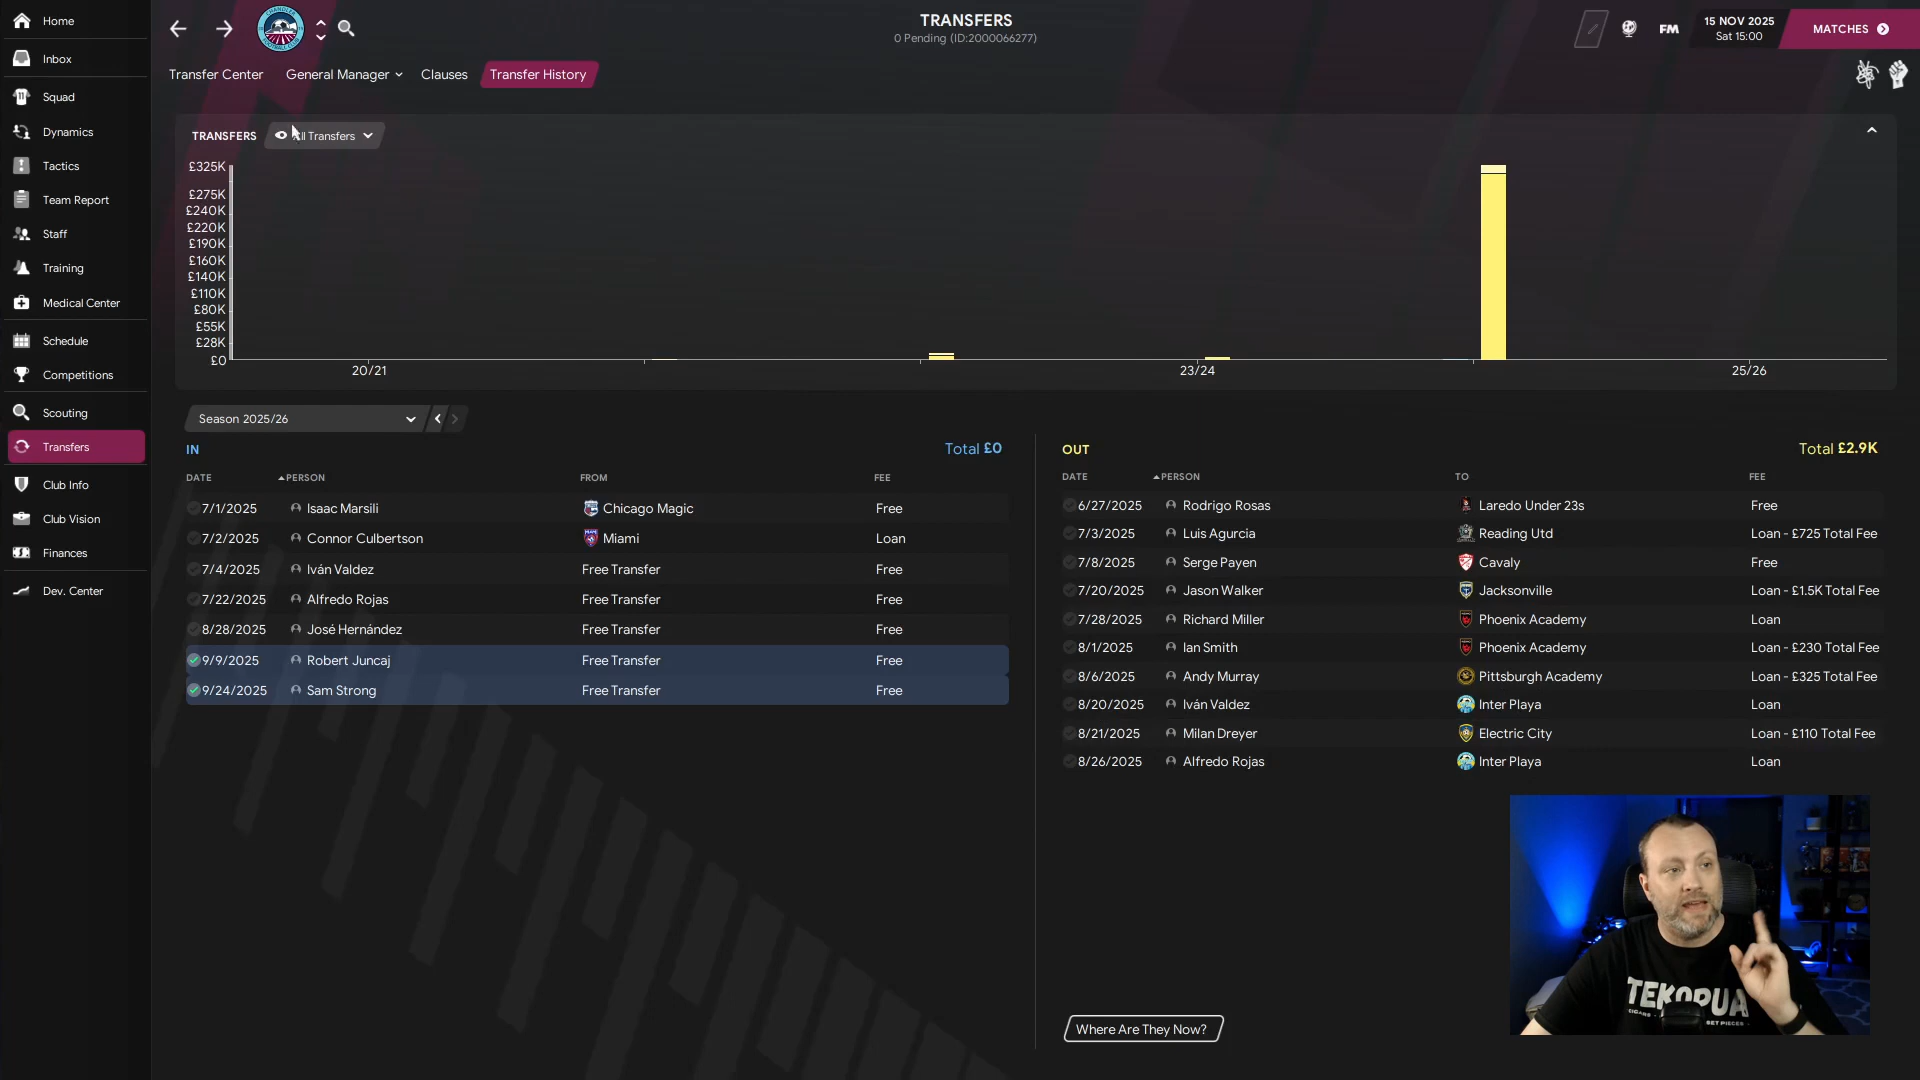 TRANSFERS
0 Pending (ID:2000066277)
FM
15 NOV 2025
Sat 15:00
MATCHES
Home
Inbox
Squad
Dynamics
Tactics
Team Report
Staff
Training
Medical Center
Schedule
Competitions
Scouting
Transfers
Club Info
Club Vision
Finances
Dev. Center
Transfer Center
General Manager
Clauses
Transfer History
TRANSFERS
Transfers
£325K
£275K
£240K
£220K
£190K
£160K
£140K
£110K
£80K
£55K
£28K
£0
20/21
23/24
25/26
Season 2025/26
IN
Total £0
DATE PERSON FROM FEE
7/1/2025 Isaac Marsili Chicago Magic Free
7/2/2025 Connor Culbertson Miami Loan
7/4/2025 Iván Valdez Free Transfer Free
7/22/2025 Alfredo Rojas Free Transfer Free
8/28/2025 José Hernández Free Transfer Free
9/9/2025 Robert Juncaj Free Transfer Free
9/24/2025 Sam Strong Free Transfer Free
OUT
Total £2.9K
DATE PERSON TO FEE
6/27/2025 Rodrigo Rosas Laredo Under 23s Free
7/3/2025 Luis Agurcia Reading Utd Loan - £725 Total Fee
7/8/2025 Serge Payen Cavaly Free
7/20/2025 Jason Walker Jacksonville Loan - £1.5K Total Fee
7/28/2025 Richard Miller Phoenix Academy Loan
8/1/2025 Ian Smith Phoenix Academy Loan - £230 Total Fee
8/6/2025 Andy Murray Pittsburgh Academy Loan - £325 Total Fee
8/20/2025 Iván Valdez Inter Playa Loan
8/21/2025 Milan Dreyer Electric City Loan - £110 Total Fee
8/26/2025 Alfredo Rojas Inter Playa Loan
Where Are They Now?
TEKOPUA
CIGARS
SET PIECES